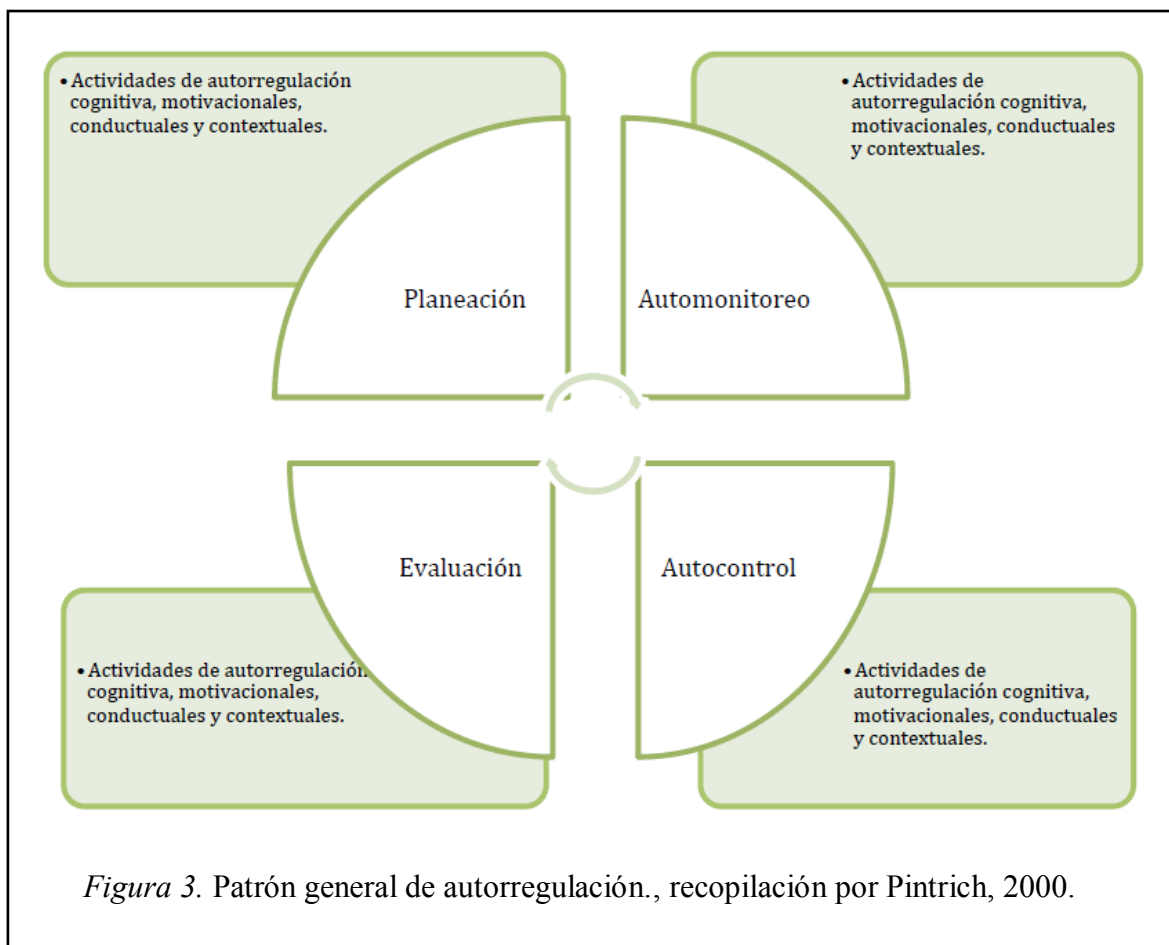 • Actividades de autorregulación
cognitiva, motivacionales,
conductuales y contextuales.
• Actividades de
autorregulación cognitiva,
motivacionales, conductuales
y contextuales.
Planeación
Automonitoreo
Evaluación
Autocontrol
• Actividades de autorregulación
cognitiva, motivacionales,
conductuales y contextuales.
• Actividades de
autorregulación cognitiva,
motivacionales, conductuales
y contextuales.
Figura 3. Patrón general de autorregulación., recopilación por Pintrich, 2000.